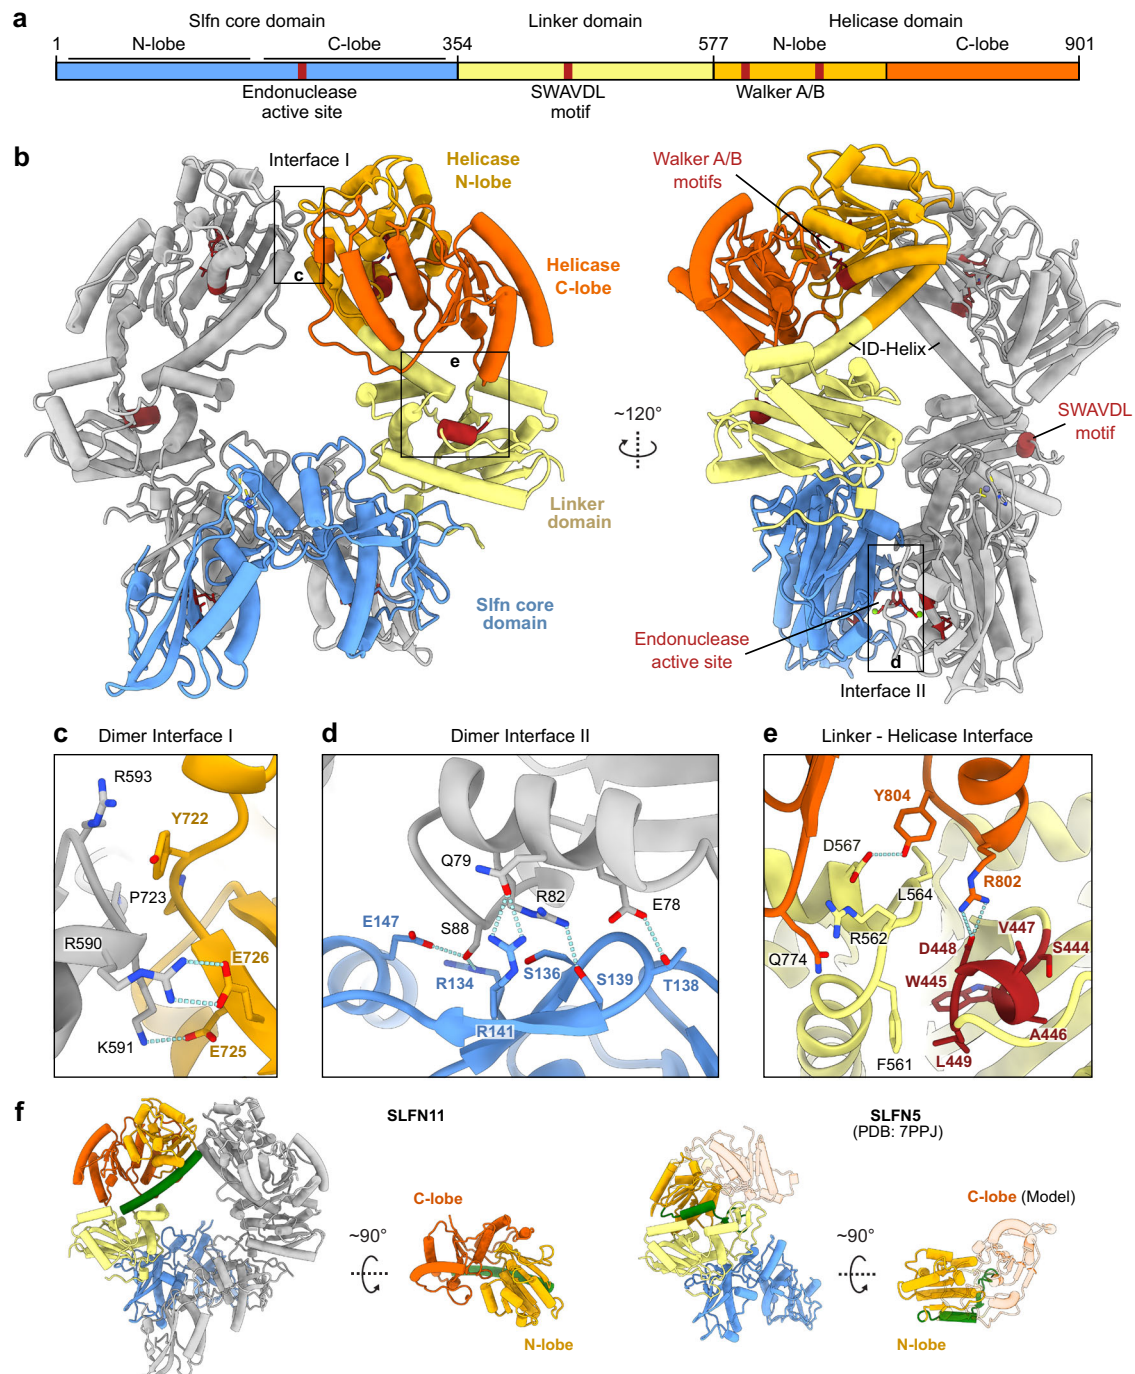 a
Slfn core domain
Linker domain
Helicase domain
1
N-lobe
C-lobe
354
577
N-lobe
C-lobe
901
Endonuclease
active site
SWAVDL
motif
Walker A/B
b
Interface I
Helicase
N-lobe
c
Helicase
C-lobe
e
Linker
domain
Slfn core
domain
~120°
Walker A/B
motifs
ID-Helix
SWAVDL
motif
Endonuclease
active site
d
Interface II
c
Dimer Interface I
R593
Y722
P723
R590
E726
K591
E725
d
Dimer Interface II
Q79
R82
E78
E147
S88
R134
S136
S139
T138
R141
e
Linker - Helicase Interface
Y804
D567
R802
L564
V447
R562
D448
S444
Q774
W445
A446
L449
F561
f
SLFN11
C-lobe
~90°
N-lobe
SLFN5
(PDB: 7PPJ)
C-lobe (Model)
~90°
N-lobe